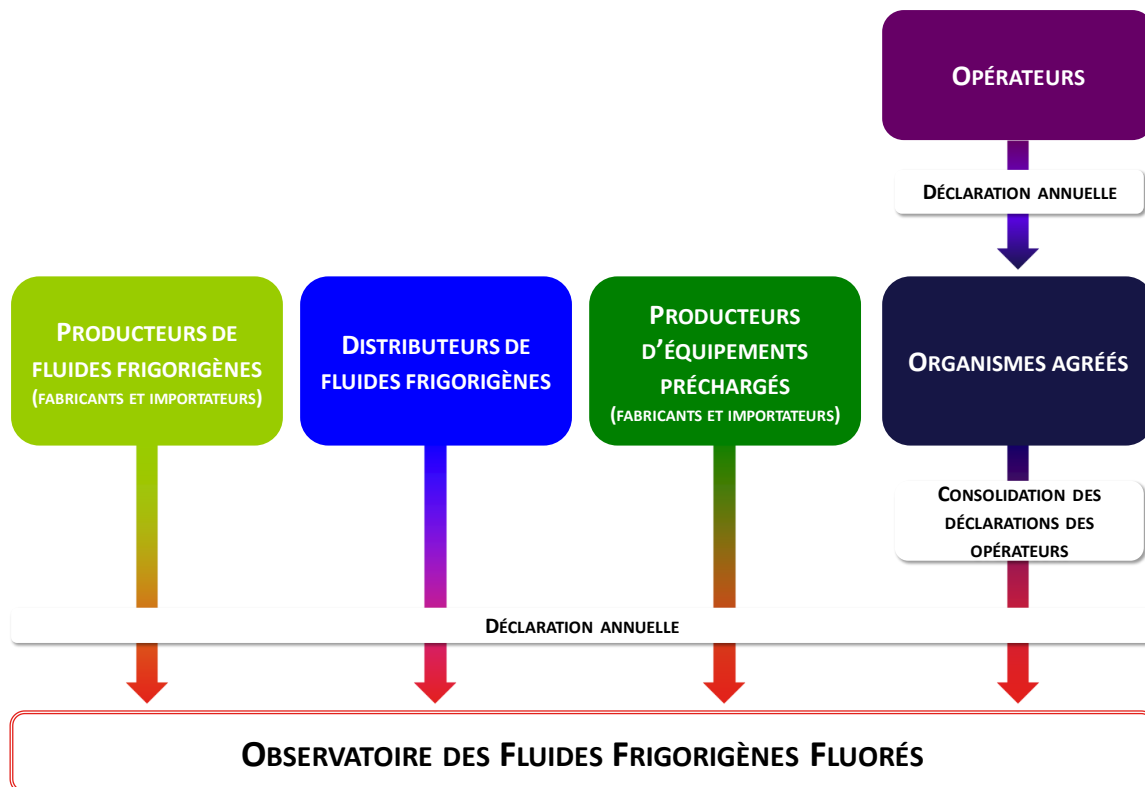 OPÉRATEURS
DÉCLARATION ANNUELLE
PRODUCTEURS DE
FLUIDES FRIGORIGÈNES
(FABRICANTS ET IMPORTATEURS)
DISTRIBUTEURS DE
FLUIDES FRIGORIGÈNES
PRODUCTEURS
D'ÉQUIPEMENTS
PRÉCHARGÉS
(FABRICANTS ET IMPORTATEURS)
ORGANISMES AGRÉÉS
CONSOLIDATION DES
DÉCLARATIONS DES
OPÉRATEURS
DÉCLARATION ANNUELLE
OBSERVATOIRE DES FLUIDES FRIGORIGÈNES FLUORÉS